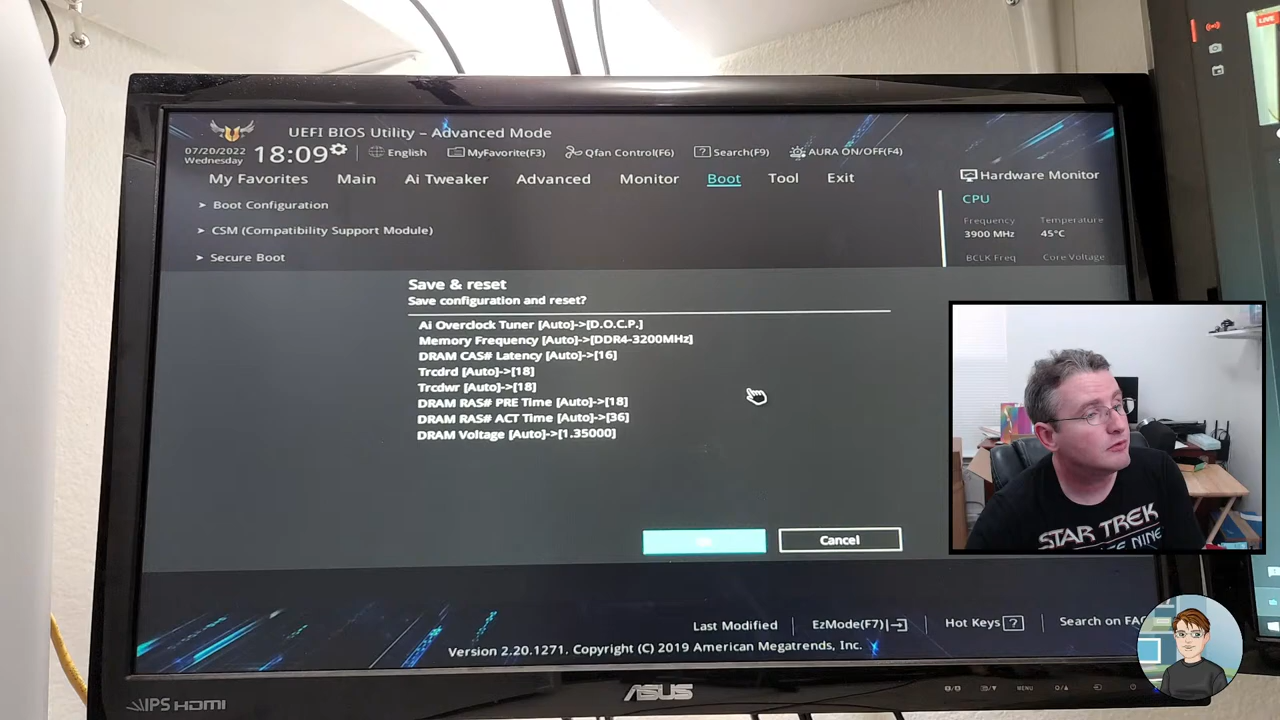 LIVE
UEFI BIOS Utility – Advanced Mode
07/20/2022
Wednesday
18:09
English
MyFavorite(F3)
Qfan Control(F6)
? Search(F9)
AURA ON/OFF(F4)
My Favorites
Main
Ai Tweaker
Advanced
Monitor
Boot
Tool
Exit
Hardware Monitor
> Boot Configuration
> CSM (Compatibility Support Module)
> Secure Boot
CPU
Frequency
Temperature
3900 MHz
45°C
BCLK Freq
Core Voltage
Save & reset
Save configuration and reset?
Ai Overclock Tuner [Auto]->[D.O.C.P.]
Memory Frequency [Auto]->[DDR4-3200MHz]
DRAM CAS# Latency [Auto]->[16]
Trcdrd [Auto]->[18]
Trcdwr [Auto]->[18]
DRAM RAS# PRE Time [Auto]->[18]
DRAM RAS# ACT Time [Auto]->[36]
DRAM Voltage [Auto]->[1.35000]
Cancel
STAR TREK
NINE
Last Modified
EzMode(F7)
Hot Keys ?
Search on
Version 2.20.1271. Copyright (C) 2019 American Megatrends, Inc.
IPS HDMI
ASUS
MENU